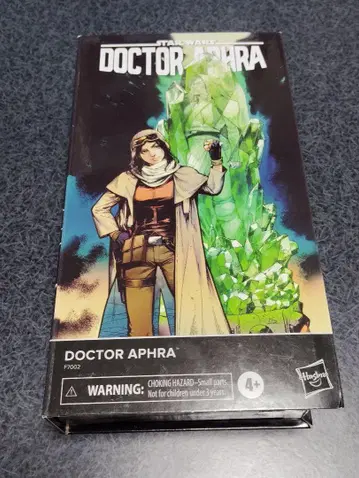 STAR WARS
DOCTOR APHRA
DOCTOR APHRA™
F7002
WARNING: CHOKING HAZARD–Small parts.
Not for children under 3 years.
4+
Hasbro